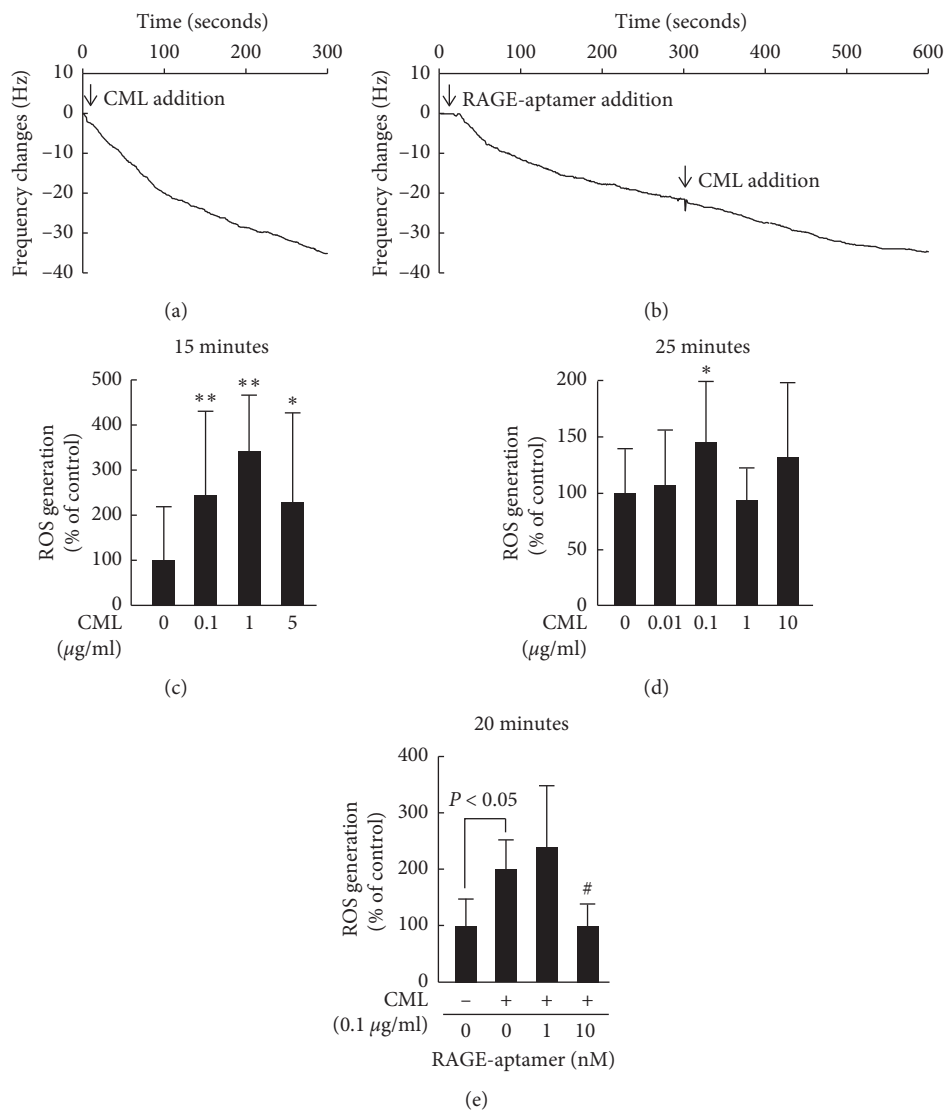 Time (seconds)
0 100 200 300
Frequency changes (Hz)
10
0
–10
–20
–30
–40
CML addition
(a)
Time (seconds)
0 100 200 300 400 500 600
Frequency changes (Hz)
10
0
–10
–20
–30
–40
RAGE-aptamer addition
CML addition
(b)
15 minutes
ROS generation
(% of control)
500
400
300
200
100
0
** ** *
CML 0 0.1 1 5
(μg/ml)
(c)
25 minutes
ROS generation
(% of control)
200
150
100
50
0
*
CML 0 0.01 0.1 1 10
(μg/ml)
(d)
20 minutes
ROS generation
(% of control)
400
300
200
100
0
P < 0.05
#
CML – + + +
(0.1 μg/ml) 0 0 1 10
RAGE-aptamer (nM)
(e)